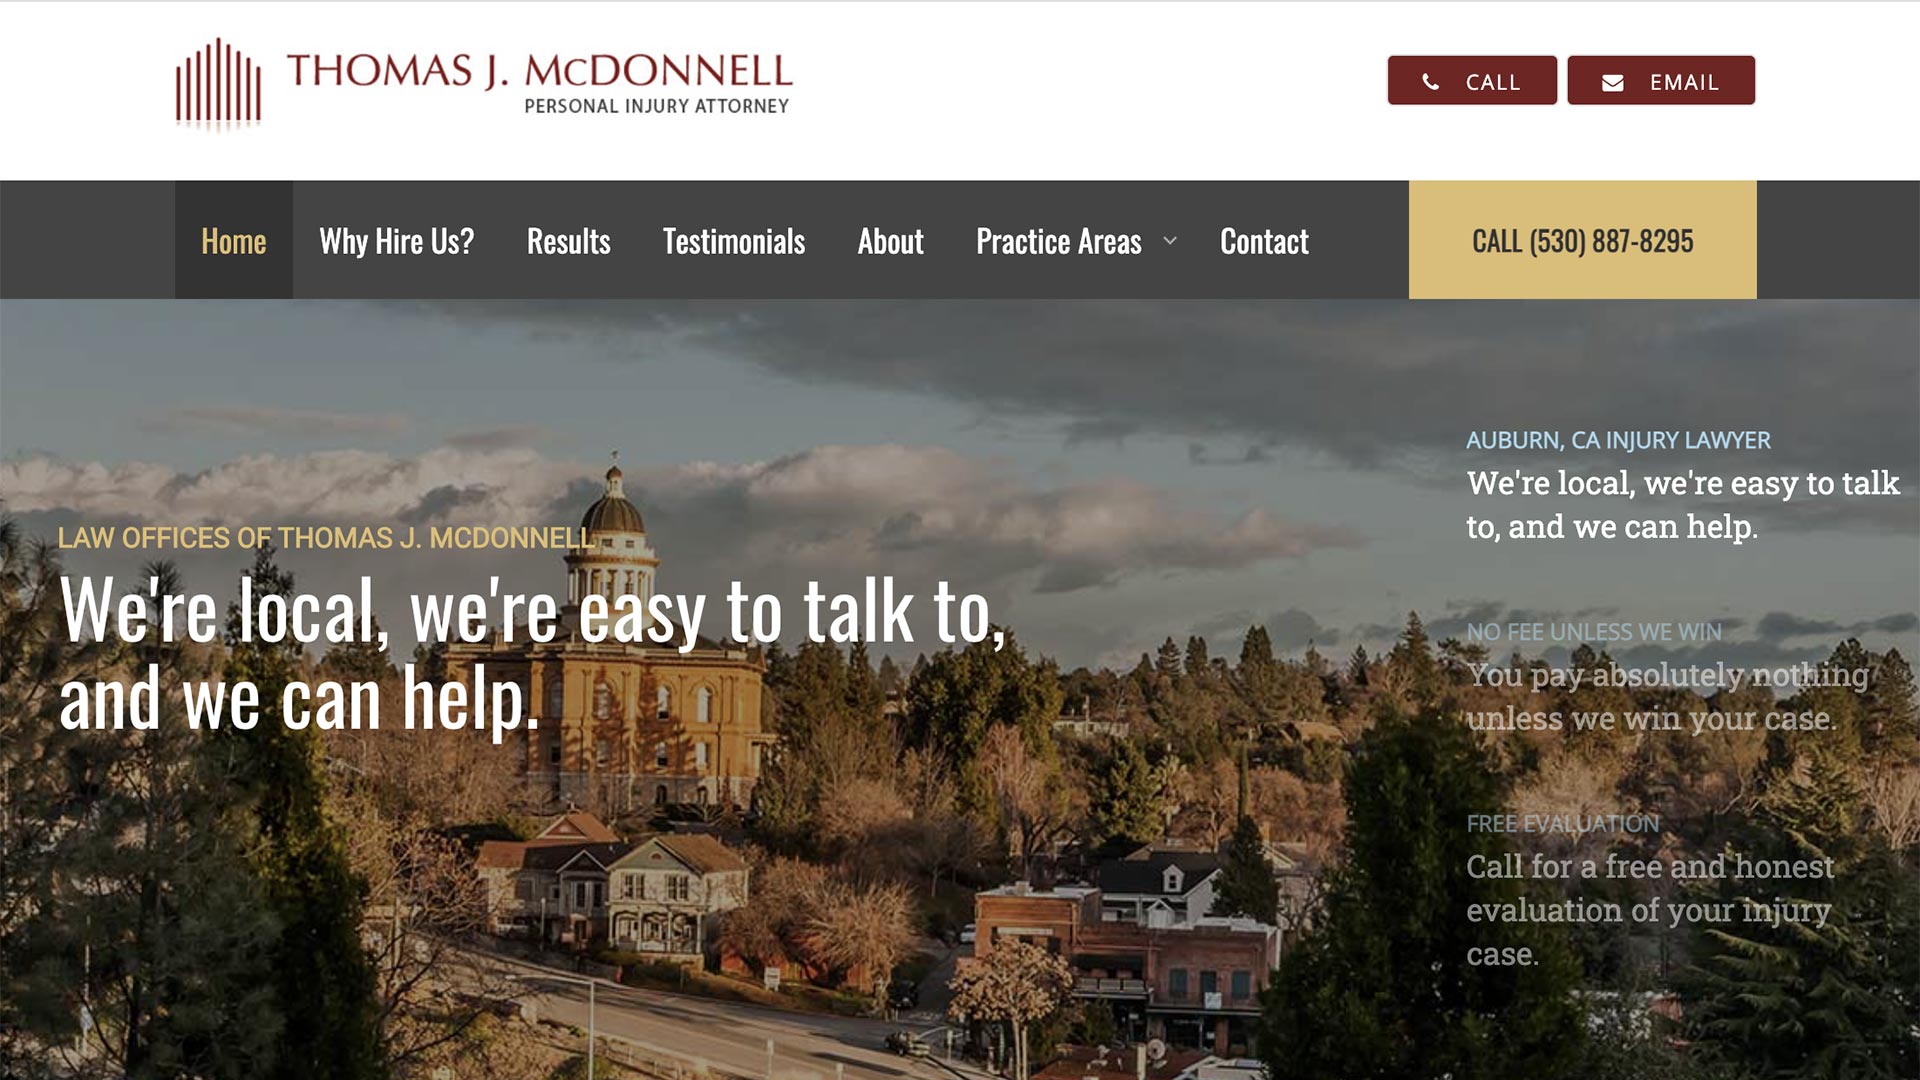 THOMAS J. McDONNELL
PERSONAL INJURY ATTORNEY
CALL
EMAIL
Home
Why Hire Us?
Results
Testimonials
About
Practice Areas
Contact
CALL (530) 887-8295
LAW OFFICES OF THOMAS J. MCDONNELL
We're local, we're easy to talk to,
and we can help.
AUBURN, CA INJURY LAWYER
We're local, we're easy to talk
to, and we can help.
NO FEE UNLESS WE WIN
You pay absolutely nothing
unless we win your case.
FREE EVALUATION
Call for a free and honest
evaluation of your injury
case.